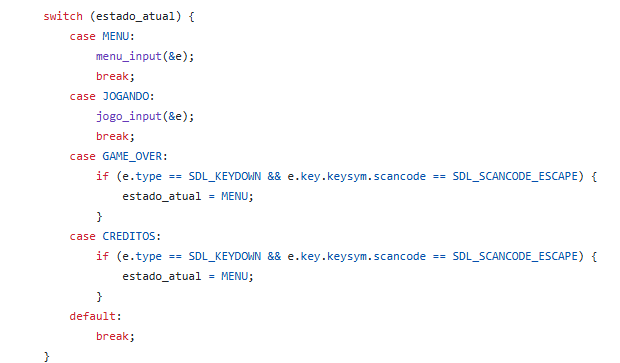 switch (estado_atual) {
    case MENU:
        menu_input(&e);
        break;
    case JOGANDO:
        jogo_input(&e);
        break;
    case GAME_OVER:
        if (e.type == SDL_KEYDOWN && e.key.keysym.scancode == SDL_SCANCODE_ESCAPE) {
            estado_atual = MENU;
        }
    case CREDITOS:
        if (e.type == SDL_KEYDOWN && e.key.keysym.scancode == SDL_SCANCODE_ESCAPE) {
            estado_atual = MENU;
        }
    default:
        break;
}